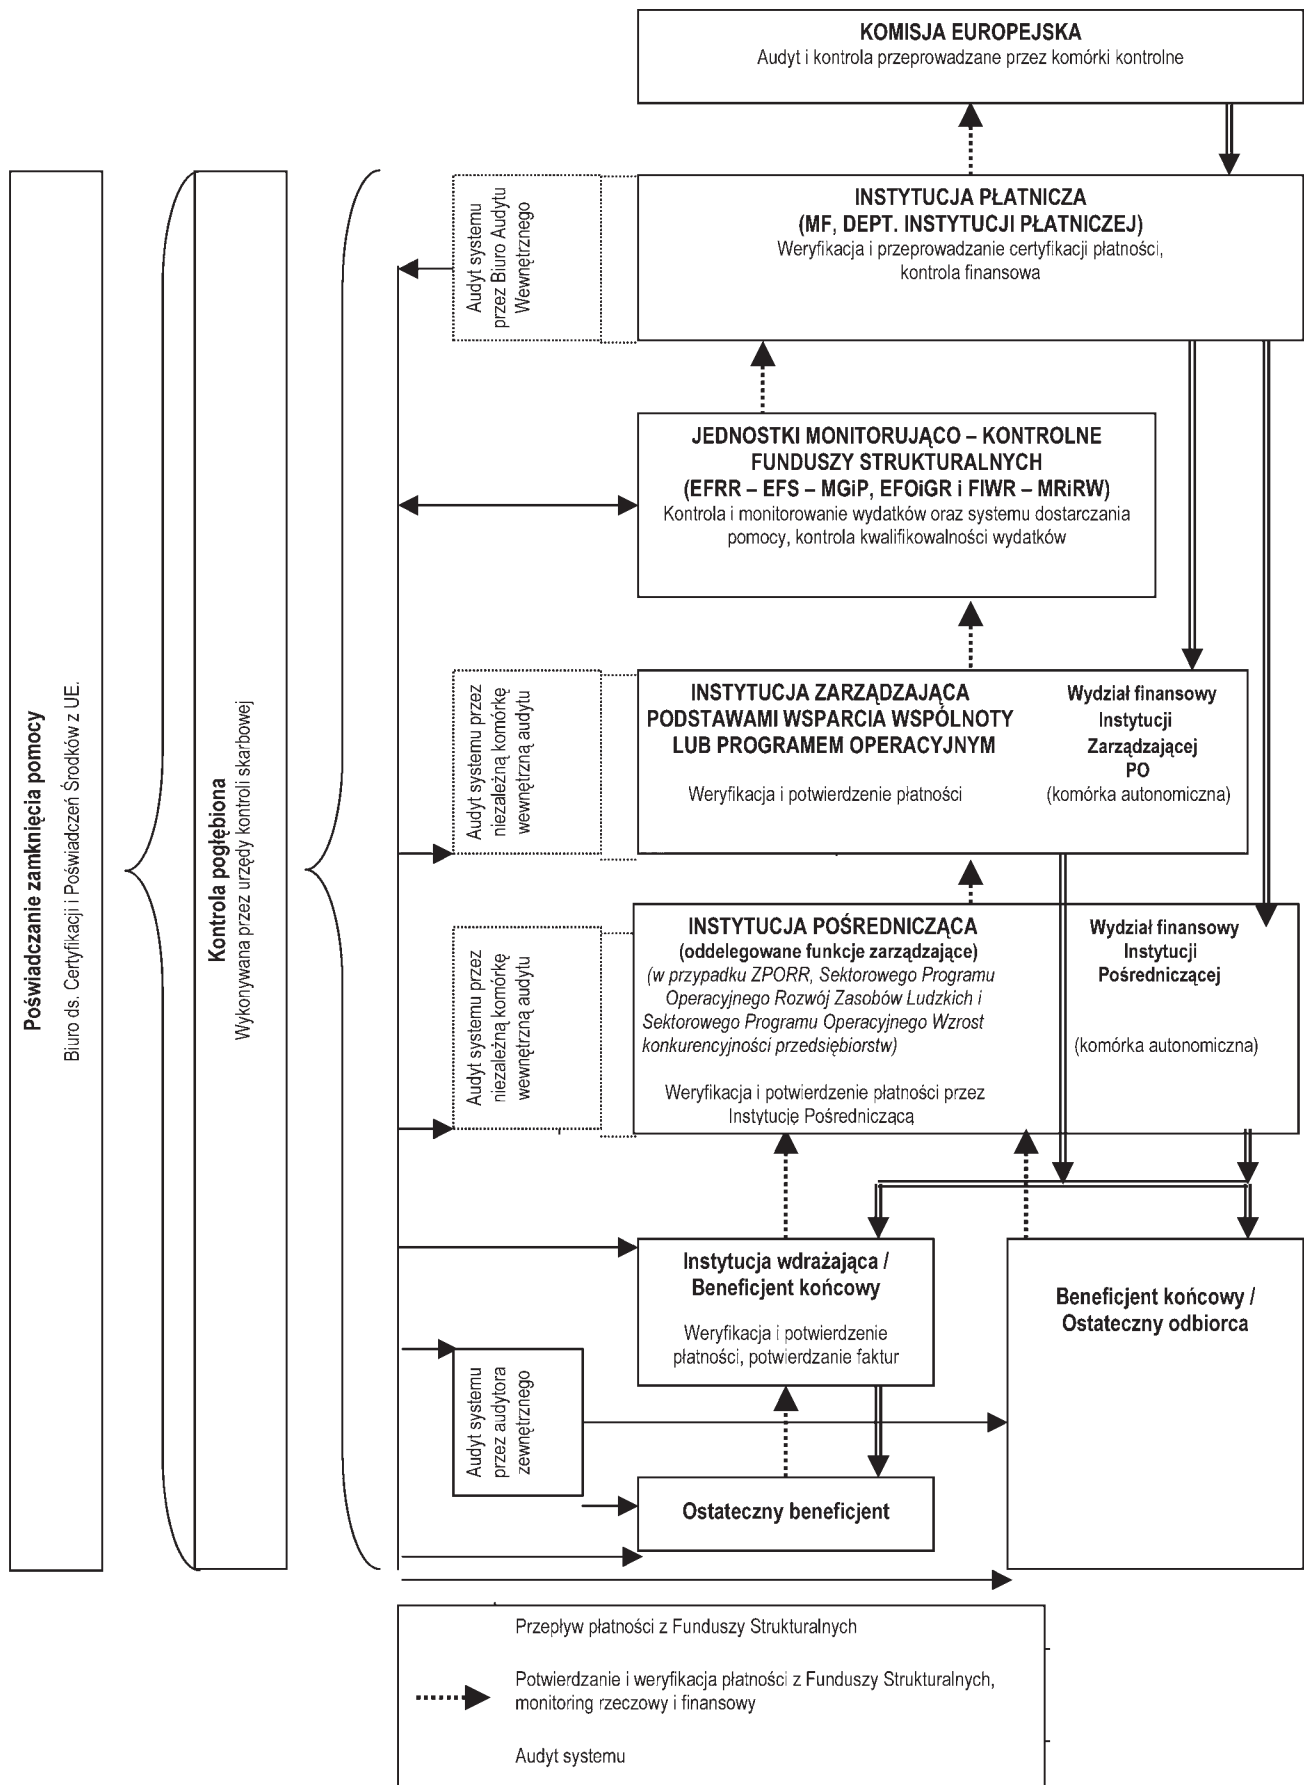 KOMISJA EUROPEJSKA
Audyt i kontrola przeprowadzane przez komórki kontrolne
Poświadczanie zamknięcia pomocy
Biuro ds. Certyfikacji i Poświadczeń Środków z UE.
Kontrola pogłębiona
Wykonywana przez urzędy kontroli skarbowej
Audyt systemu
przez Biuro Audytu
Wewnętrznego
INSTYTUCJA PŁATNICZA
(MF, DEPT. INSTYTUCJI PŁATNICZEJ)
Weryfikacja i przeprowadzanie certyfikacji płatności,
kontrola finansowa
JEDNOSTKI MONITORUJĄCO – KONTROLNE
FUNDUSZY STRUKTURALNYCH
(EFRR – EFS – MGiP, EFOiGR i FIWR – MRiRW)
Kontrola i monitorowanie wydatków oraz systemu dostarczania
pomocy, kontrola kwalifikowalności wydatków
Audyt systemu przez
niezależną komórkę
wewnętrzną audytu
INSTYTUCJA ZARZĄDZAJĄCA
PODSTAWAMI WSPARCIA WSPÓLNOTY
LUB PROGRAMEM OPERACYJNYM
Weryfikacja i potwierdzenie płatności
Wydział finansowy
Instytucji
Zarządzającej
PO
(komórka autonomiczna)
Audyt systemu przez
niezależną komórkę
wewnętrzną audytu
INSTYTUCJA POŚREDNICZĄCA
(oddelegowane funkcje zarządzające)
(w przypadku ZPORR, Sektorowego Programu
Operacyjnego Rozwój Zasobów Ludzkich i
Sektorowego Programu Operacyjnego Wzrost
konkurencyjności przedsiębiorstw)
Weryfikacja i potwierdzenie płatności przez
Instytucję Pośredniczącą
Wydział finansowy
Instytucji
Pośredniczącej
(komórka autonomiczna)
Instytucja wdrażająca /
Beneficjent końcowy
Weryfikacja i potwierdzenie
płatności, potwierdzanie faktur
Beneficjent końcowy /
Ostateczny odbiorca
Audyt systemu
przez audytora
zewnętrznego
Ostateczny beneficjent
Przepływ płatności z Funduszy Strukturalnych
Potwierdzanie i weryfikacja płatności z Funduszy Strukturalnych,
monitoring rzeczowy i finansowy
Audyt systemu